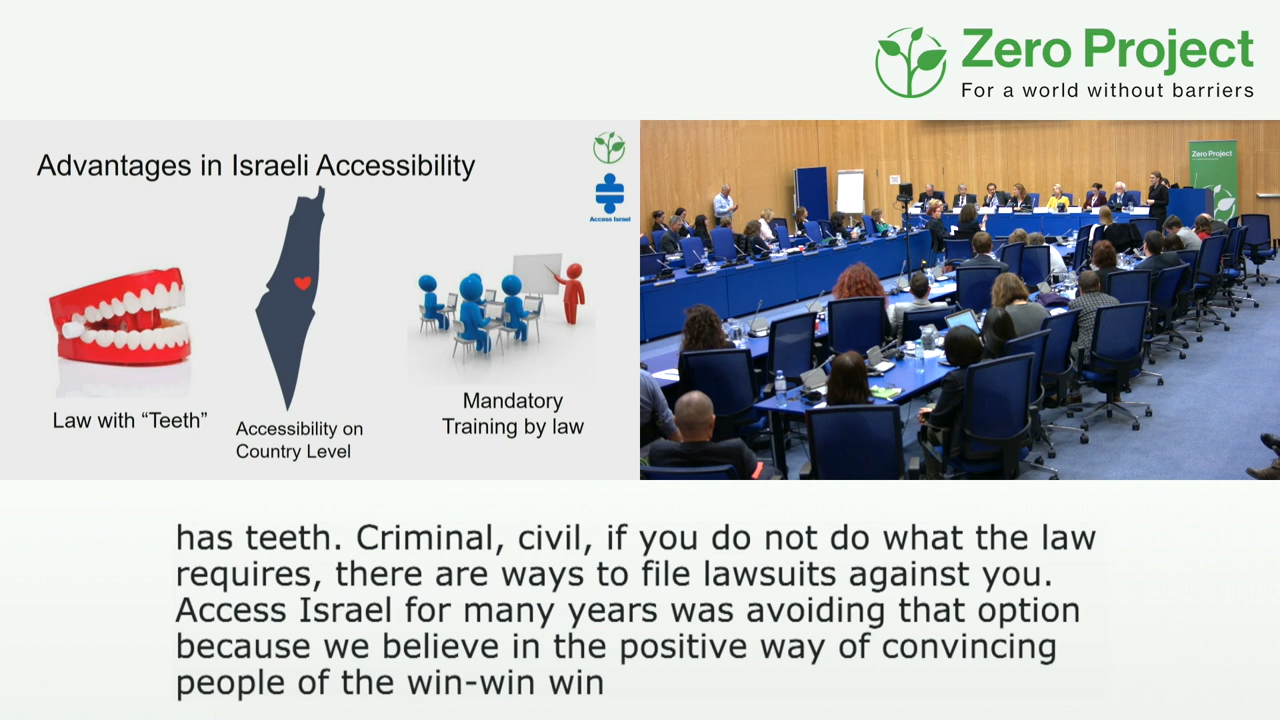 Zero Project
For a world without barriers
Advantages in Israeli Accessibility
Access Israel
Law with “Teeth”
Accessibility on
Country Level
Mandatory
Training by law
Zero Project
has teeth. Criminal, civil, if you do not do what the law
requires, there are ways to file lawsuits against you.
Access Israel for many years was avoiding that option
because we believe in the positive way of convincing
people of the win-win win